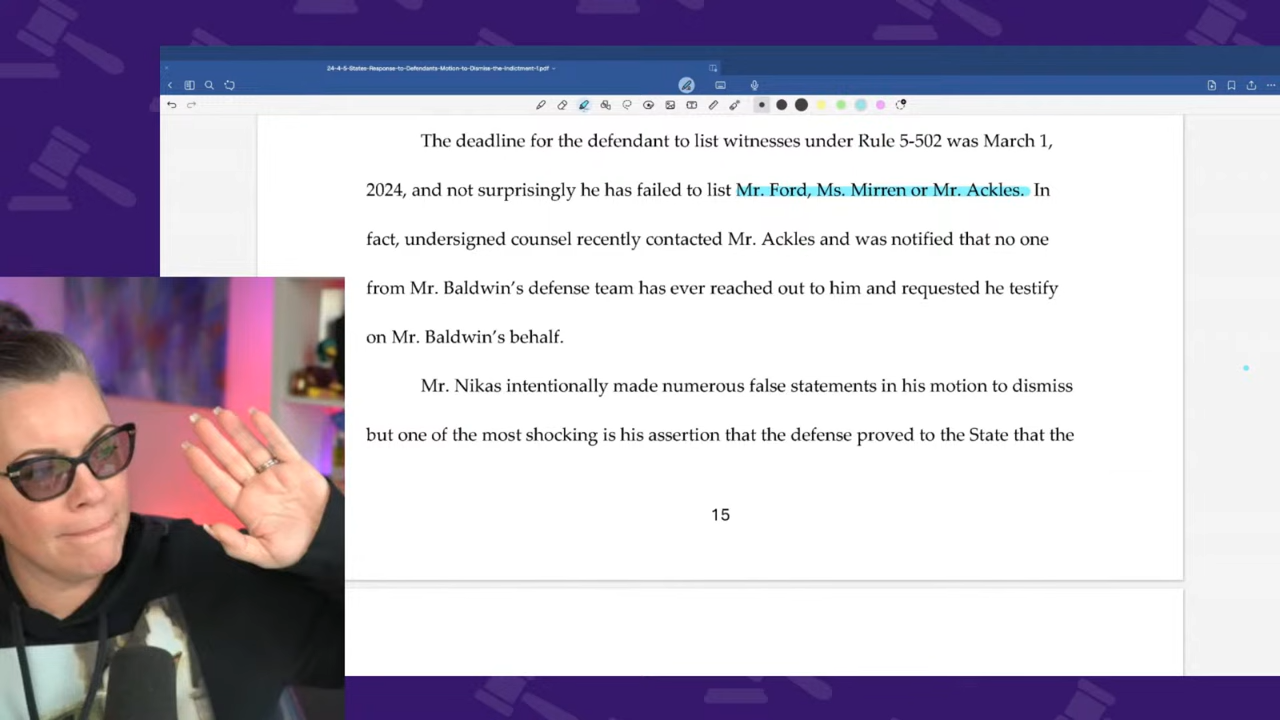 24-4-5-States-Response-to-Defendants-Motion-to-Dismiss-the-Indictment-1.pdf
The deadline for the defendant to list witnesses under Rule 5-502 was March 1,
2024, and not surprisingly he has failed to list Mr. Ford, Ms. Mirren or Mr. Ackles. In
fact, undersigned counsel recently contacted Mr. Ackles and was notified that no one
from Mr. Baldwin’s defense team has ever reached out to him and requested he testify
on Mr. Baldwin’s behalf.
Mr. Nikas intentionally made numerous false statements in his motion to dismiss
but one of the most shocking is his assertion that the defense proved to the State that the
15